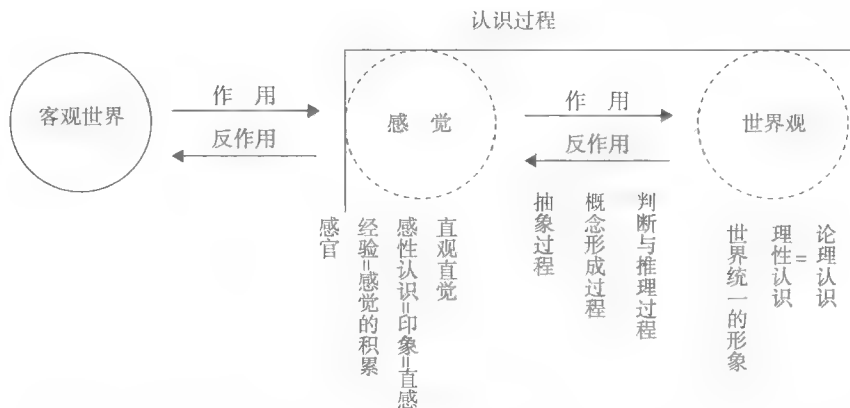 认识过程
客观世界
作 用
反作用
感 觉
作 用
反作用
世界观
感官
经验=感觉的积累
感性认识=印象=直感
直观直觉
抽象过程
概念形成过程
判断与推理过程
世界统一的形象
理性认识
=
论理认识